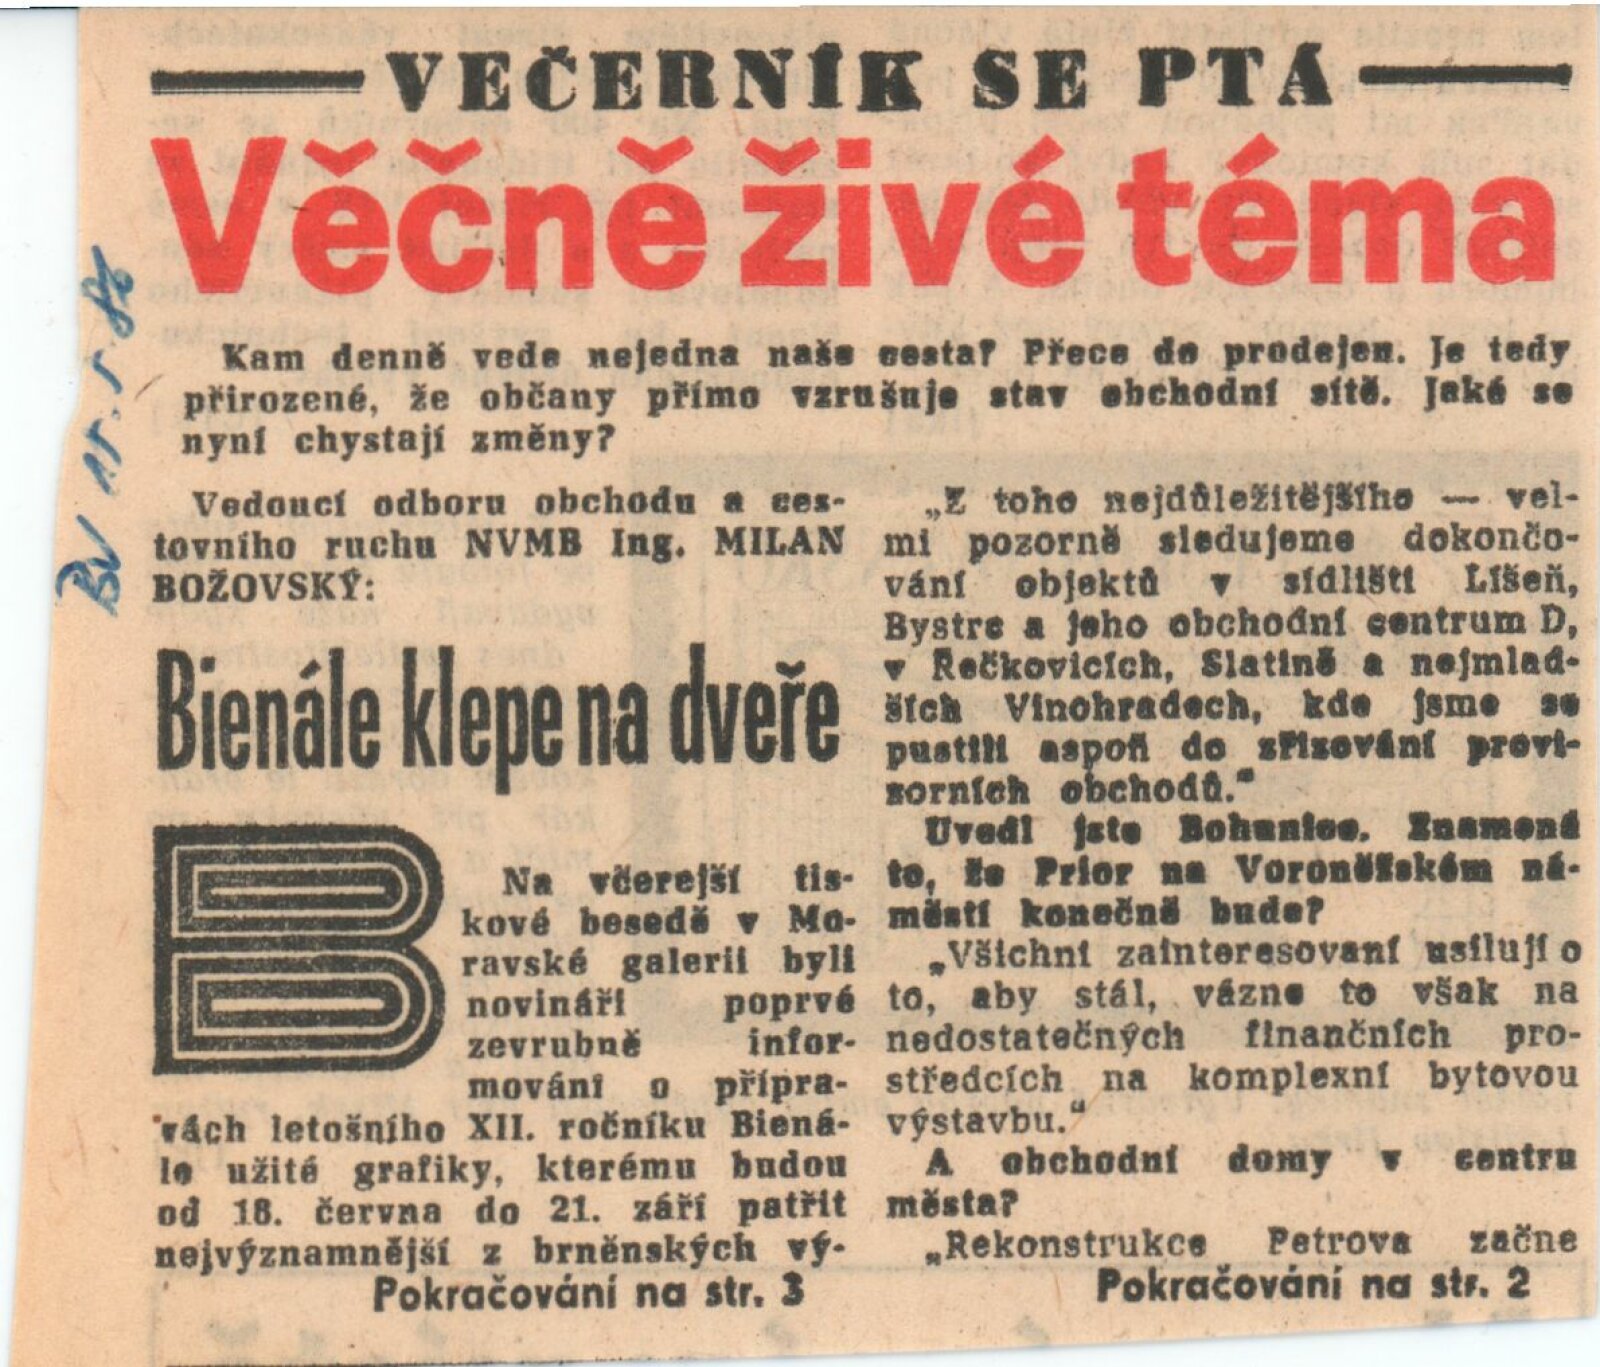 VEČERNÍK SE PTÁ
Věčně živé téma
BV 15. 5. 86
Kam denně vede nejedna naše cesta? Přece do prodejen. Je tedy
přirozené, že občany přímo vzrušuje stav obchodní sítě. Jaké se
nyní chystají změny?
Vedoucí odboru obchodu a ces-
tovního ruchu NVMB Ing. MILAN
BOŽOVSKÝ:
„Z toho nejdůležitějšího — vel-
mi pozorně sledujeme dokončo-
vání objektů v sídlišti Líšeň,
Bystrc a jeho obchodní centrum D,
v Řečkovicích, Slatině a nejmlad-
ších Vinohradech, kde jsme se
pustili aspoň do zřizování provi-
zorních obchodů.“
Uvedl jste Bohunice. Znamená
to, že Prior na Voroněžském ná-
městí konečně bude?
„Všichni zainteresovaní usilují o
to, aby stál, vázne to však na
nedostatečných finančních pro-
středcích na komplexní bytovou
výstavbu.“
A obchodní domy v centru
města?
„Rekonstrukce Petrova začne
Pokračování na str. 2
Bienále klepe na dveře
B
Na včerejší tis-
kové besedě v Mo-
ravské galerii byli
novináři poprvé
zevrubně infor-
mováni o přípra-
vách letošního XII. ročníku Biená-
le užité grafiky, kterému budou
od 18. června do 21. září patřit
nejvýznamnější z brněnských vý-
Pokračování na str. 3